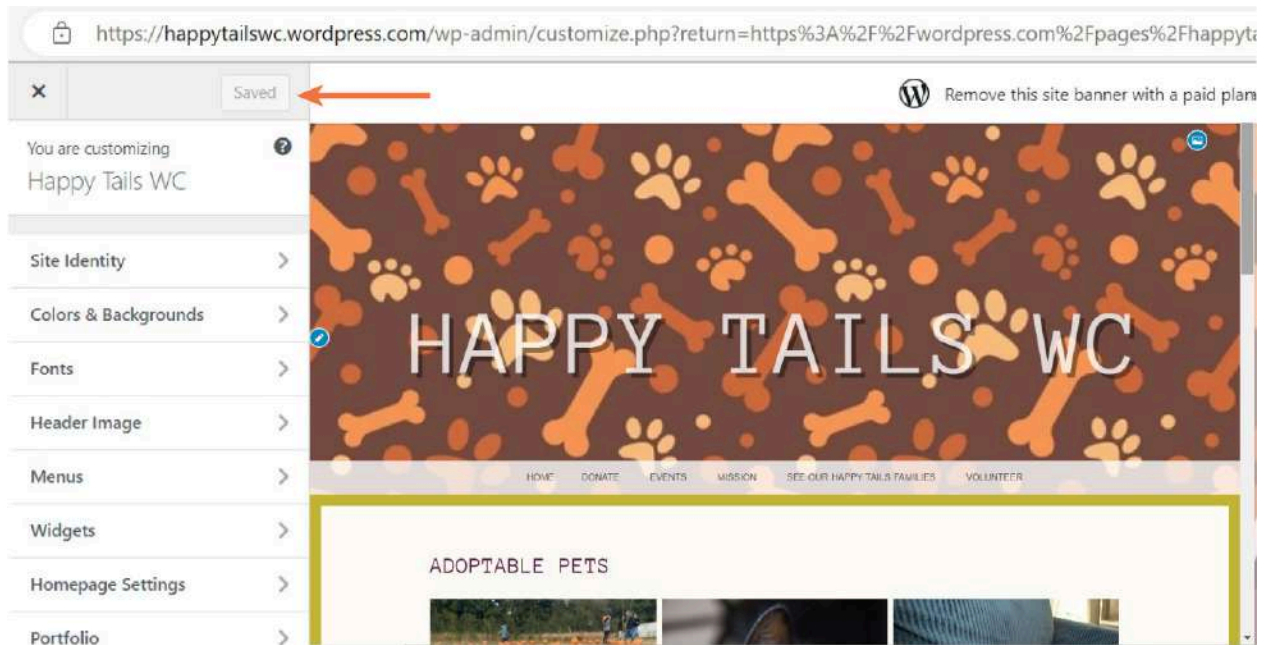 https://happytailswc.wordpress.com/wp-admin/customize.php?return=https%3A%2F%2Fwordpress.com%2Fpages%2Fhappyta
Saved
Remove this site banner with a paid plan
You are customizing
Happy Tails WC
Site Identity
Colors & Backgrounds
Fonts
Header Image
Menus
Widgets
Homepage Settings
Portfolio
HAPPY TAILS WC
HOME DONATE EVENTS MISSION SEE OUR HAPPY TAILS FAMILIES VOLUNTEER
ADOPTABLE PETS